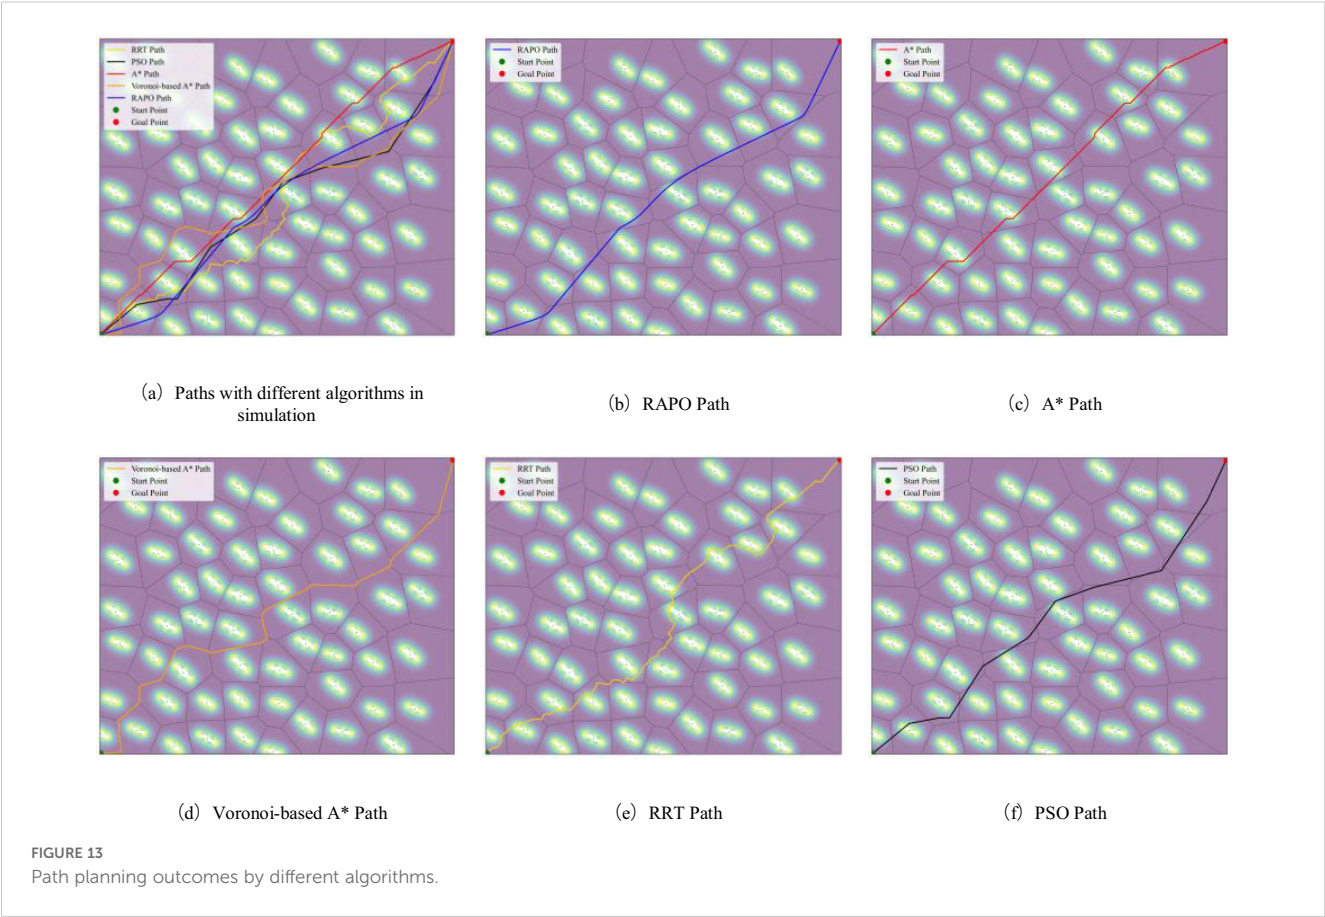 RRT Path
PSO Path
A* Path
Voronoi-based A* Path
RAPO Path
Start Point
Goal Point
RAPO Path
Start Point
Goal Point
A* Path
Start Point
Goal Point
(a) Paths with different algorithms in
simulation
(b) RAPO Path
(c) A* Path
Voronoi-based A* Path
Start Point
Goal Point
RRT Path
Start Point
Goal Point
PSO Path
Start Point
Goal Point
(d) Voronoi-based A* Path
(e) RRT Path
(f) PSO Path
FIGURE 13
Path planning outcomes by different algorithms.